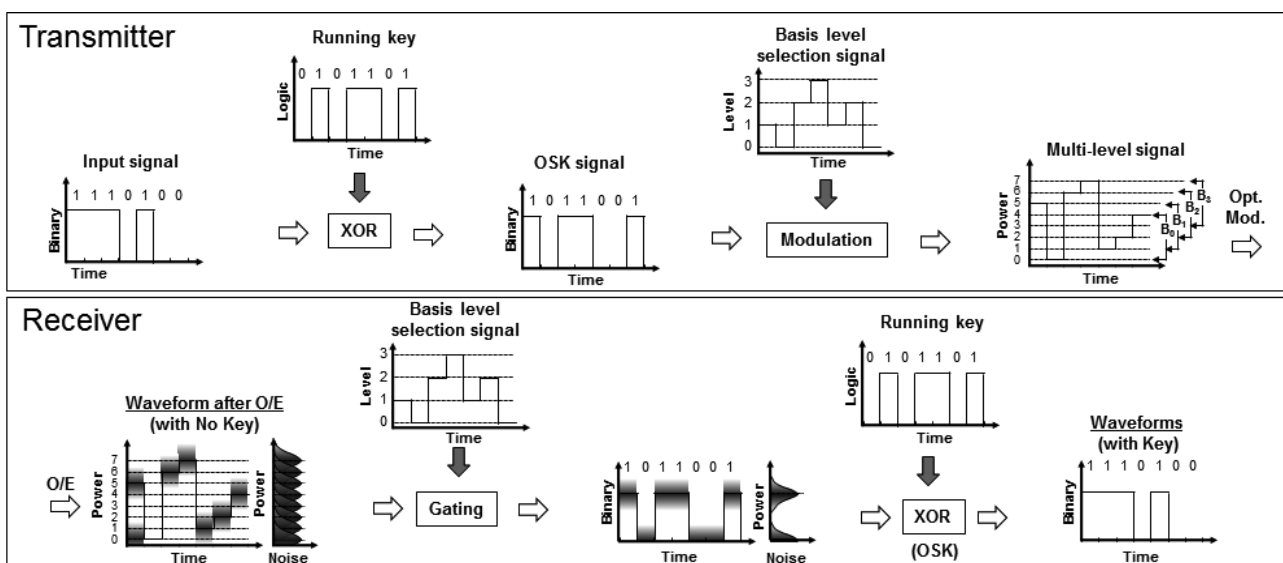 Transmitter
Running key
0 1 0 1 1 0 1
Logic
Time
Basis level
selection signal
3
2
1
0
Level
Time
Input signal
1 1 1 0 1 0 0
Binary
Time
XOR
OSK signal
1 0 1 1 0 0 1
Binary
Time
Modulation
Multi-level signal
7
6
5
4
3
2
1
0
Power
Time
B3
B2
B1
B0
Opt.
Mod.
Receiver
Basis level
selection signal
3
2
1
0
Level
Time
Running key
0 1 0 1 1 0 1
Logic
Time
Waveform after O/E
(with No Key)
O/E
7
6
5
4
3
2
1
0
Power
Time
Power
Noise
Gating
1 0 1 1 0 0 1
Binary
Time
Power
Noise
XOR
(OSK)
Waveforms
(with Key)
1 1 1 0 1 0 0
Binary
Time